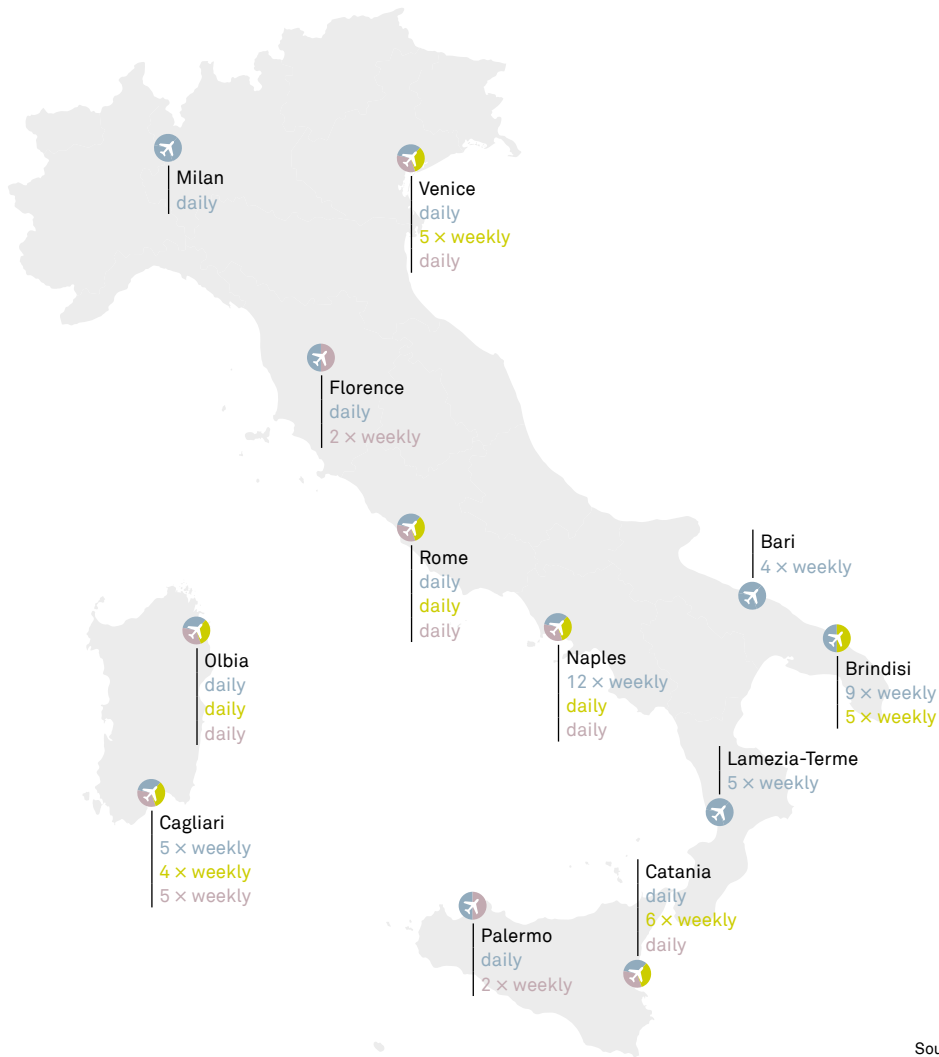 Milan
daily
Venice
daily
5 × weekly
daily
Florence
daily
2 × weekly
Rome
daily
daily
daily
Bari
4 × weekly
Olbia
daily
daily
daily
Naples
12 × weekly
daily
daily
Brindisi
9 × weekly
5 × weekly
Lamezia-Terme
5 × weekly
Cagliari
5 × weekly
4 × weekly
5 × weekly
Catania
daily
6 × weekly
daily
Palermo
daily
2 × weekly